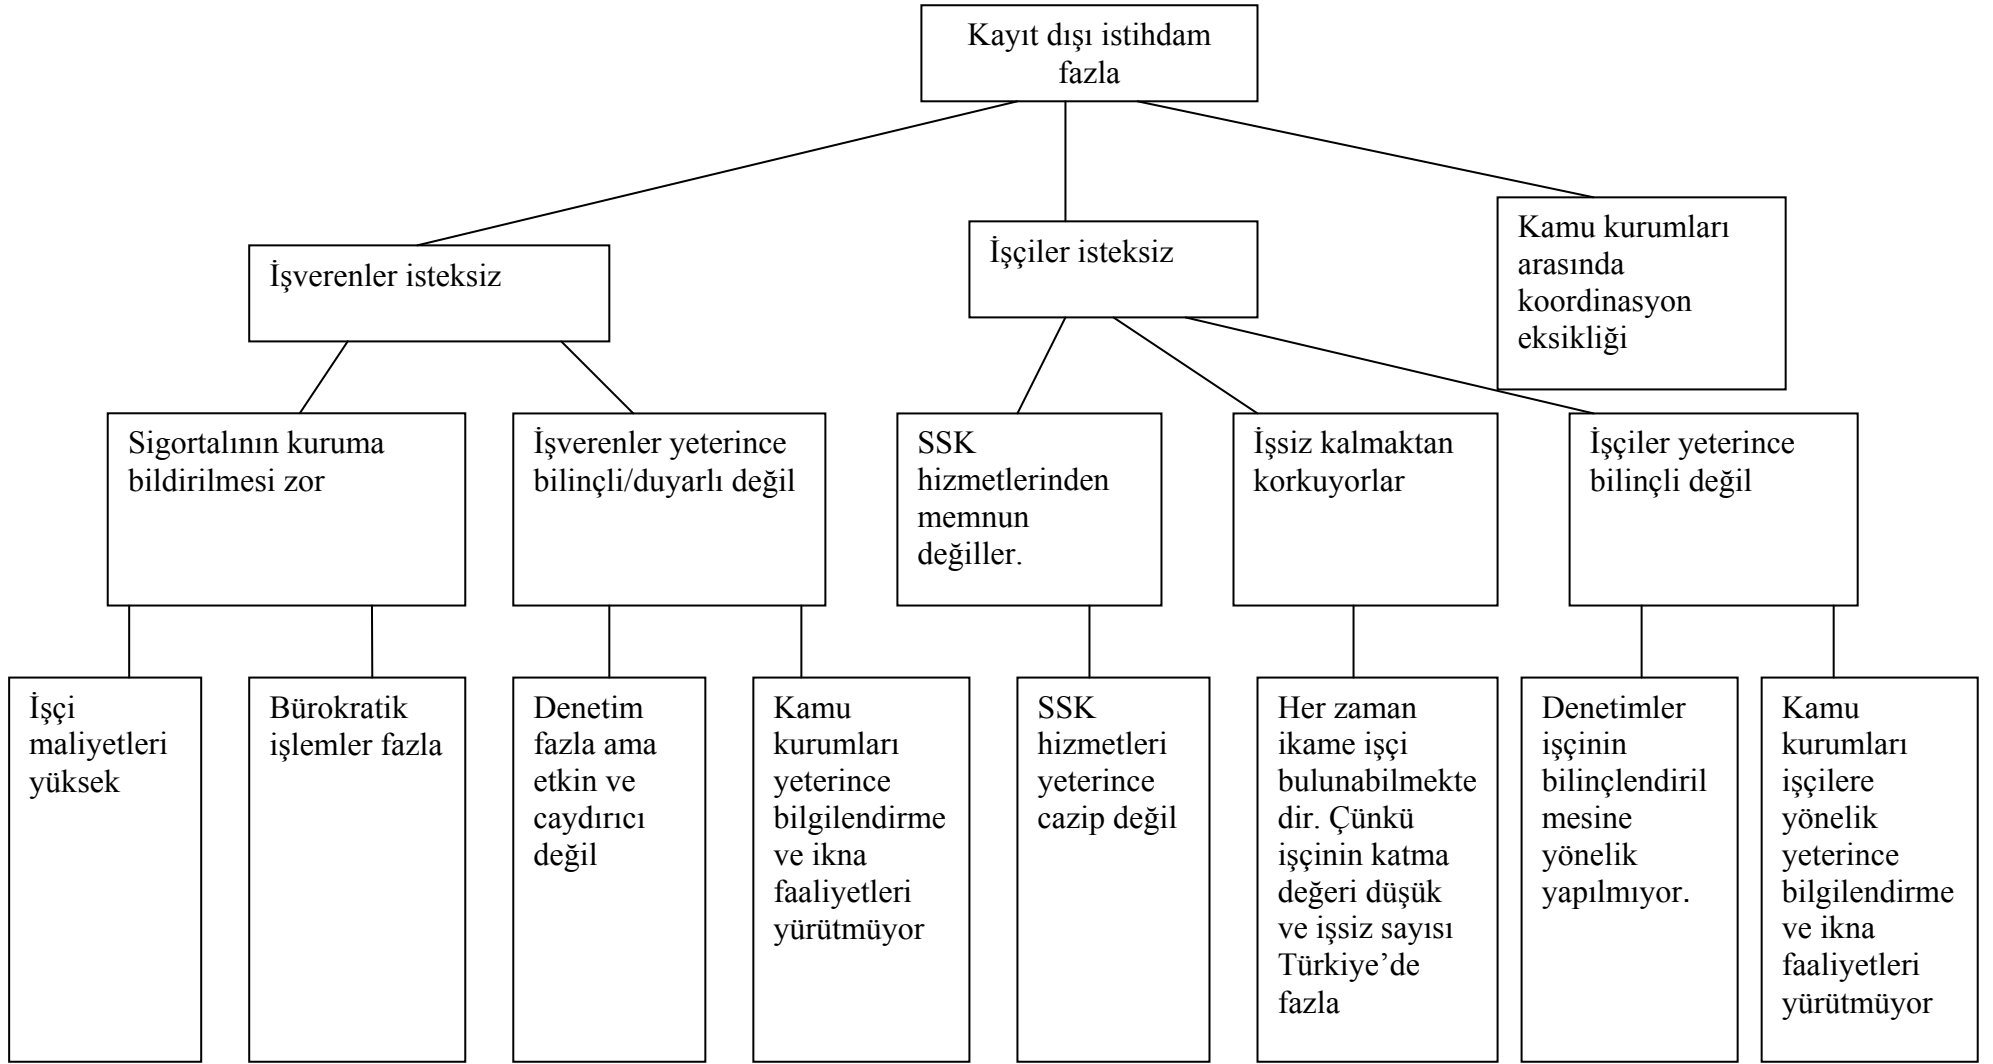 Kayıt dışı istihdam
fazla
İşverenler isteksiz
İşçiler isteksiz
Kamu kurumları
arasında
koordinasyon
eksikliği
Sigortalının kuruma
bildirilmesi zor
İşverenler yeterince
bilinçli/duyarlı değil
SSK
hizmetlerinden
memnun
değiller.
İşsiz kalmaktan
korkuyorlar
İşçiler yeterince
bilinçli değil
İşçi
maliyetleri
yüksek
Bürokratik
işlemler fazla
Denetim
fazla ama
etkin ve
caydırıcı
değil
Kamu
kurumları
yeterince
bilgilendirme
ve ikna
faaliyetleri
yürütmüyor
SSK
hizmetleri
yeterince
cazip değil
Her zaman
ikame işçi
bulunabilmekte
dir. Çünkü
işçinin katma
değeri düşük
ve işsiz sayısı
Türkiye’de
fazla
Denetimler
işçinin
bilinçlendiril
mesine
yönelik
yapılmıyor.
Kamu
kurumları
işçilere
yönelik
yeterince
bilgilendirme
ve ikna
faaliyetleri
yürütmüyor